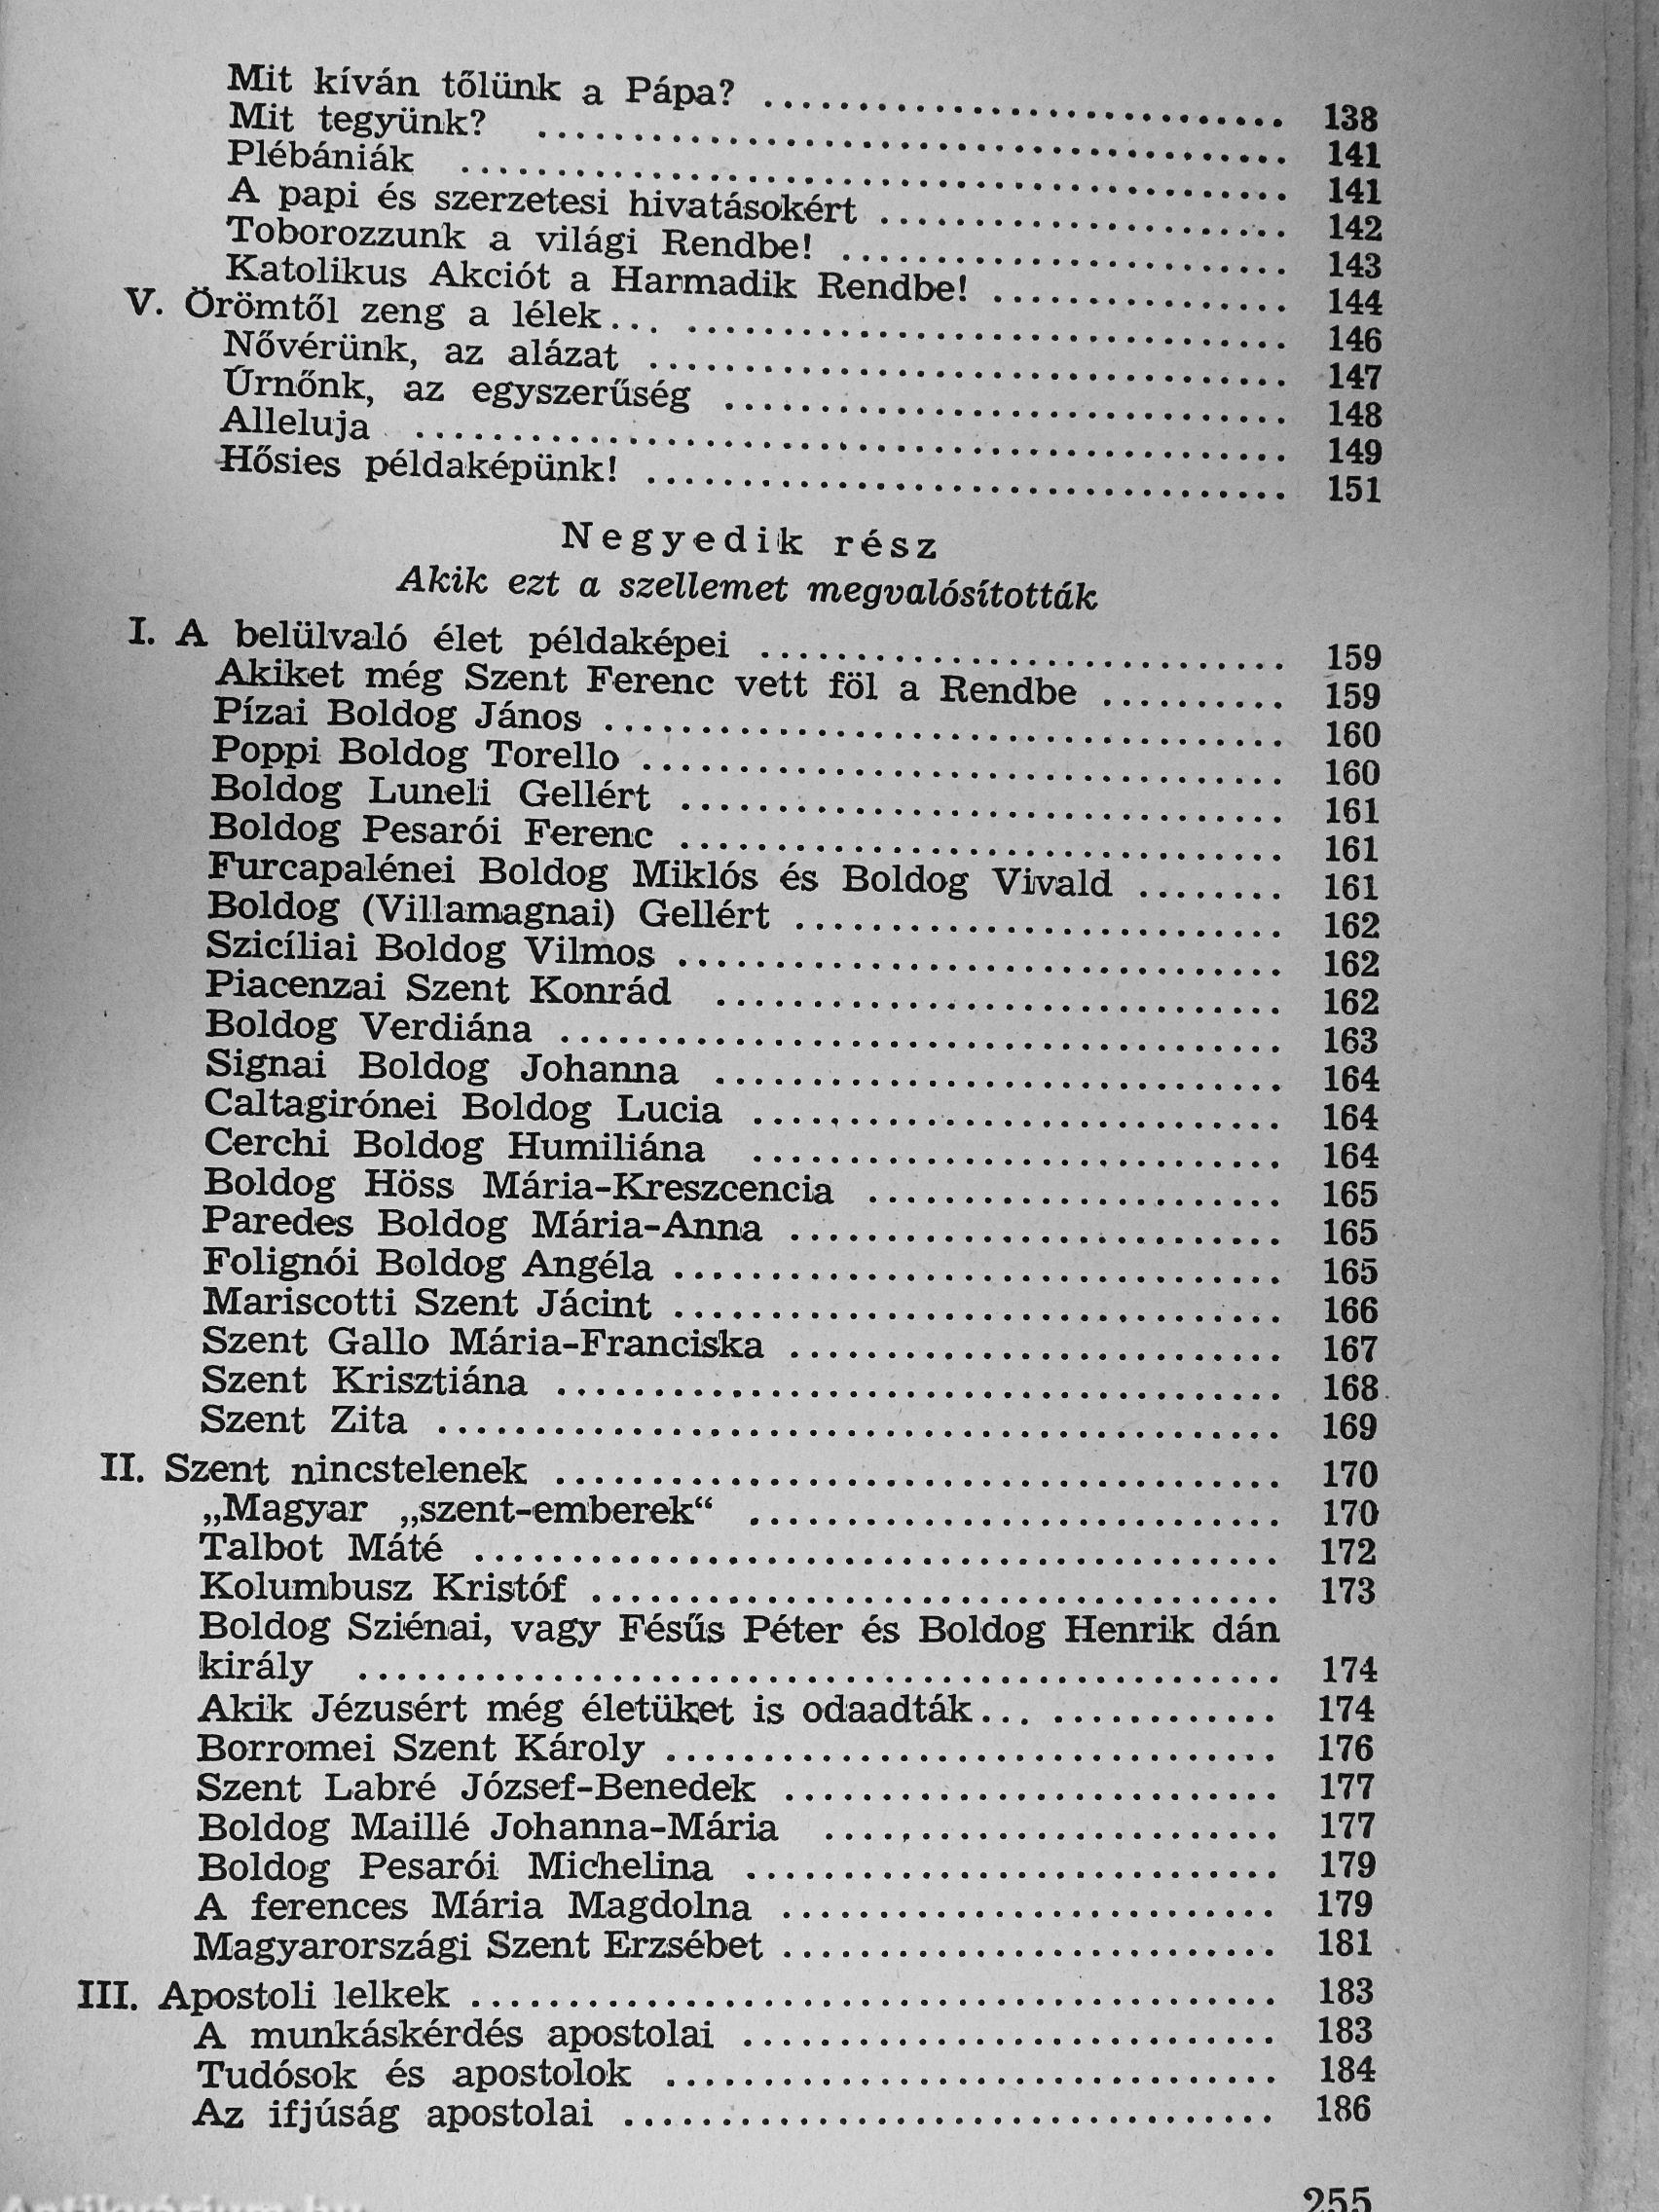 Mit kíván tőlünk a Pápa? ........................... 138
Mit tegyünk? ........................... 141
Plébániák ........................... 141
A papi és szerzetesi hivatásokért ........................... 142
Toborozzunk a világi Rendbe! ........................... 143
Katolikus Akciót a Harmadik Rendbe! ................ 144
V. Örömtől zeng a lélek... ........................... 146
Nővérünk, az alázat ........................... 147
Úrnőnk, az egyszerűség ........................... 148
Alleluja ........................... 149
Hősies példaképünk! ........................... 151
Negyedik rész
Akik ezt a szellemet megvalósították
I. A belülvaló élet példaképei ........................... 159
Akiket még Szent Ferenc vett föl a Rendbe .......... 159
Pízai Boldog János ........................... 160
Poppi Boldog Torello ........................... 160
Boldog Luneli Gellért ........................... 161
Boldog Pesarói Ferenc ........................... 161
Furcapalénei Boldog Miklós és Boldog Vivald ........ 161
Boldog (Villamagnai) Gellért ........................... 162
Szicíliai Boldog Vilmos ........................... 162
Piacenzai Szent Konrád ........................... 162
Boldog Verdiána ........................... 163
Signai Boldog Johanna ........................... 164
Caltagirónei Boldog Lucia ........................... 164
Cerchi Boldog Humiliána ........................... 164
Boldog Höss Mária-Kreszcencia ...................... 165
Paredes Boldog Mária-Anna ........................... 165
Folignói Boldog Angéla ........................... 165
Mariscotti Szent Jácint ........................... 166
Szent Gallo Mária-Franciska ........................... 167
Szent Krisztiána ........................... 168
Szent Zita ........................... 169
II. Szent nincstelenek ........................... 170
„Magyar „szent-emberek“ ........................... 170
Talbot Máté ........................... 172
Kolumbusz Kristóf ........................... 173
Boldog Sziénai, vagy Fésűs Péter és Boldog Henrik dán
király ........................... 174
Akik Jézusért még életüket is odaadták... ............ 174
Borromei Szent Károly ........................... 176
Szent Labré József-Benedek ........................... 177
Boldog Maillé Johanna-Mária ........................ 177
Boldog Pesarói Michelina ........................... 179
A ferences Mária Magdolna ........................... 179
Magyarországi Szent Erzsébet ........................... 181
III. Apostoli lelkek ........................... 183
A munkáskérdés apostolai ........................... 183
Tudósok és apostolok ........................... 184
Az ifjúság apostolai ........................... 186
255